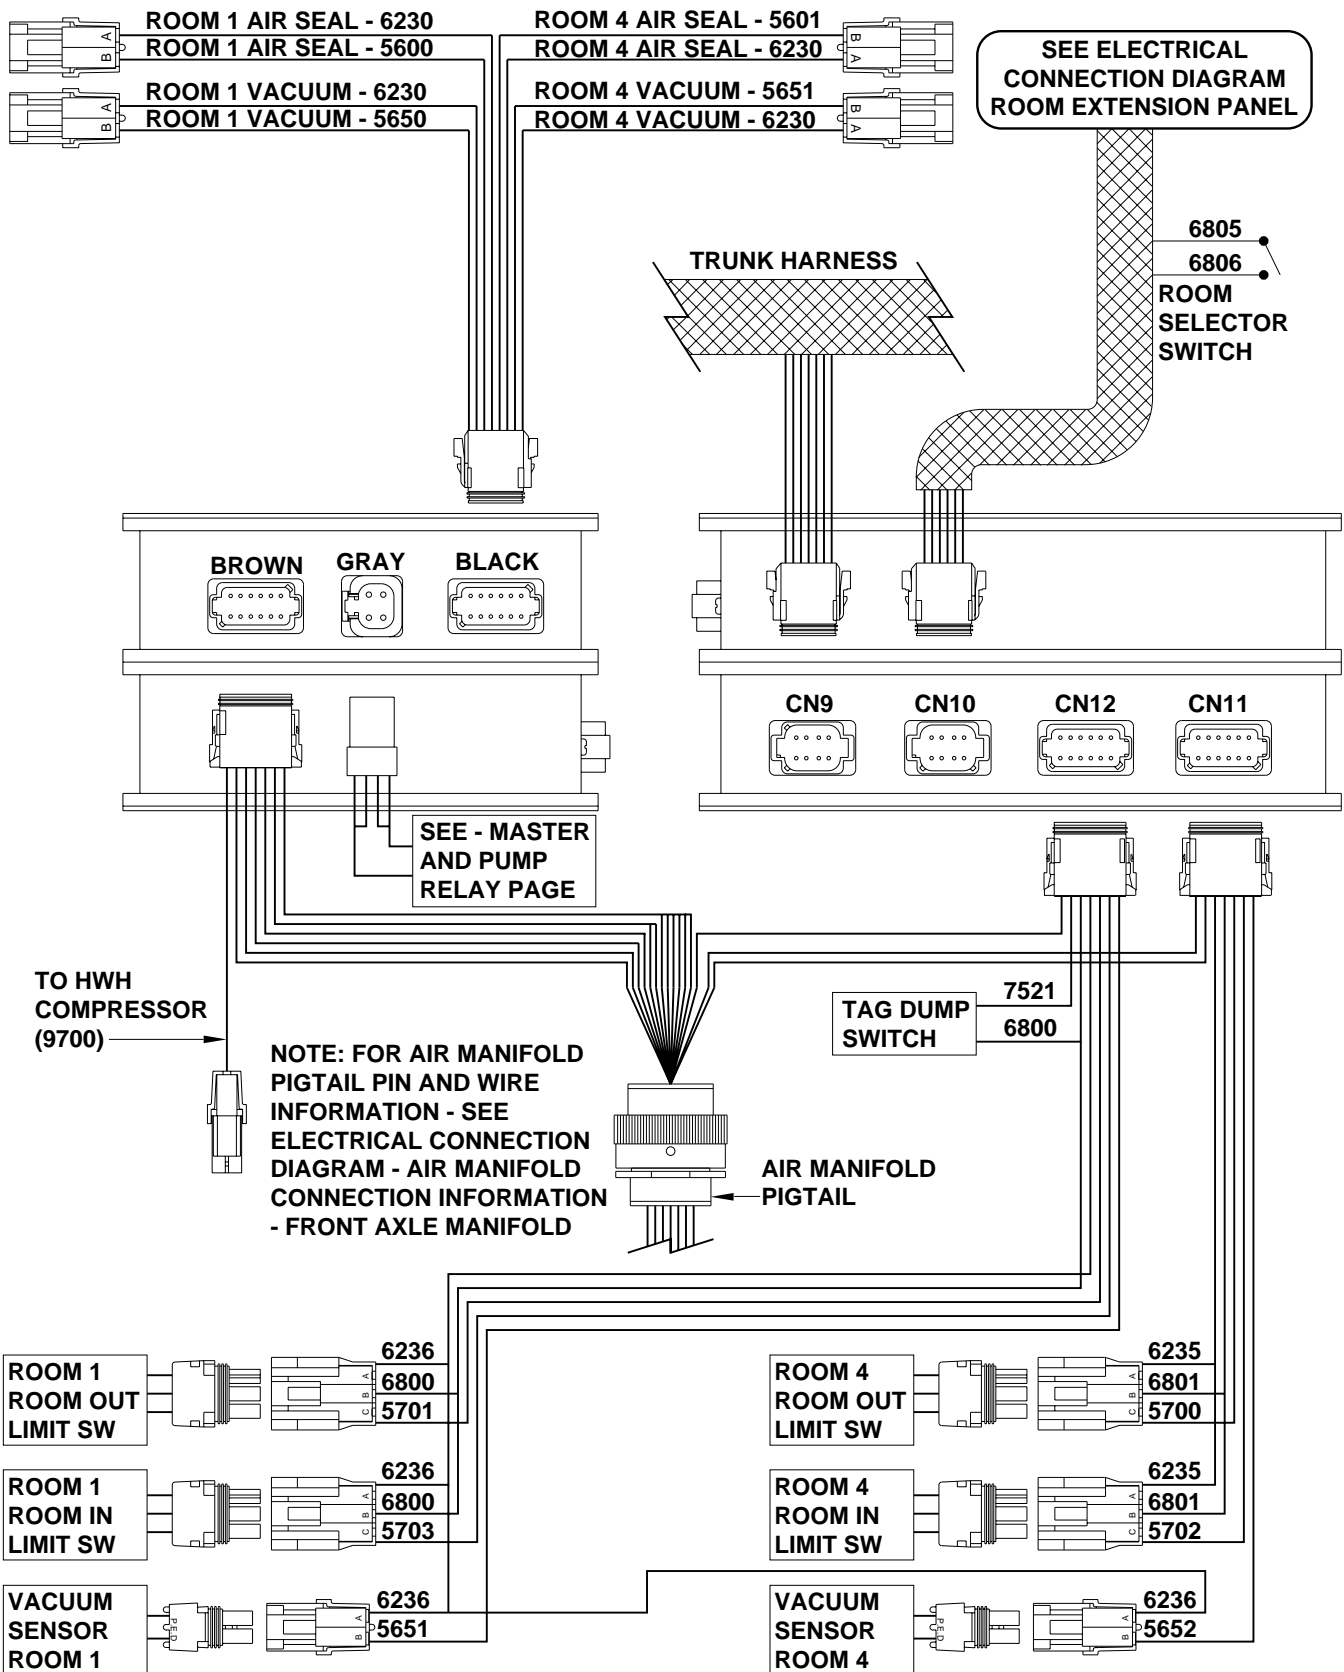 ROOM 1 AIR SEAL - 6230
ROOM 1 AIR SEAL - 5600
ROOM 1 VACUUM - 6230
ROOM 1 VACUUM - 5650
A
B
A
B
ROOM 4 AIR SEAL - 5601
ROOM 4 AIR SEAL - 6230
ROOM 4 VACUUM - 5651
ROOM 4 VACUUM - 6230
B
A
B
A
SEE ELECTRICAL
CONNECTION DIAGRAM
ROOM EXTENSION PANEL
6805
6806
ROOM
SELECTOR
SWITCH
TRUNK HARNESS
BROWN
GRAY
BLACK
CN9
CN10
CN12
CN11
SEE - MASTER
AND PUMP
RELAY PAGE
TO HWH
COMPRESSOR
(9700)
NOTE: FOR AIR MANIFOLD
PIGTAIL PIN AND WIRE
INFORMATION - SEE
ELECTRICAL CONNECTION
DIAGRAM - AIR MANIFOLD
CONNECTION INFORMATION
- FRONT AXLE MANIFOLD
TAG DUMP
SWITCH
7521
6800
AIR MANIFOLD
PIGTAIL
ROOM 1
ROOM OUT
LIMIT SW
A
B
C
6236
6800
5701
ROOM 4
ROOM OUT
LIMIT SW
A
B
C
6235
6801
5700
ROOM 1
ROOM IN
LIMIT SW
A
B
C
6236
6800
5703
ROOM 4
ROOM IN
LIMIT SW
A
B
C
6235
6801
5702
VACUUM
SENSOR
ROOM 1
PED
A
B
6236
5651
VACUUM
SENSOR
ROOM 4
PED
A
B
6236
5652